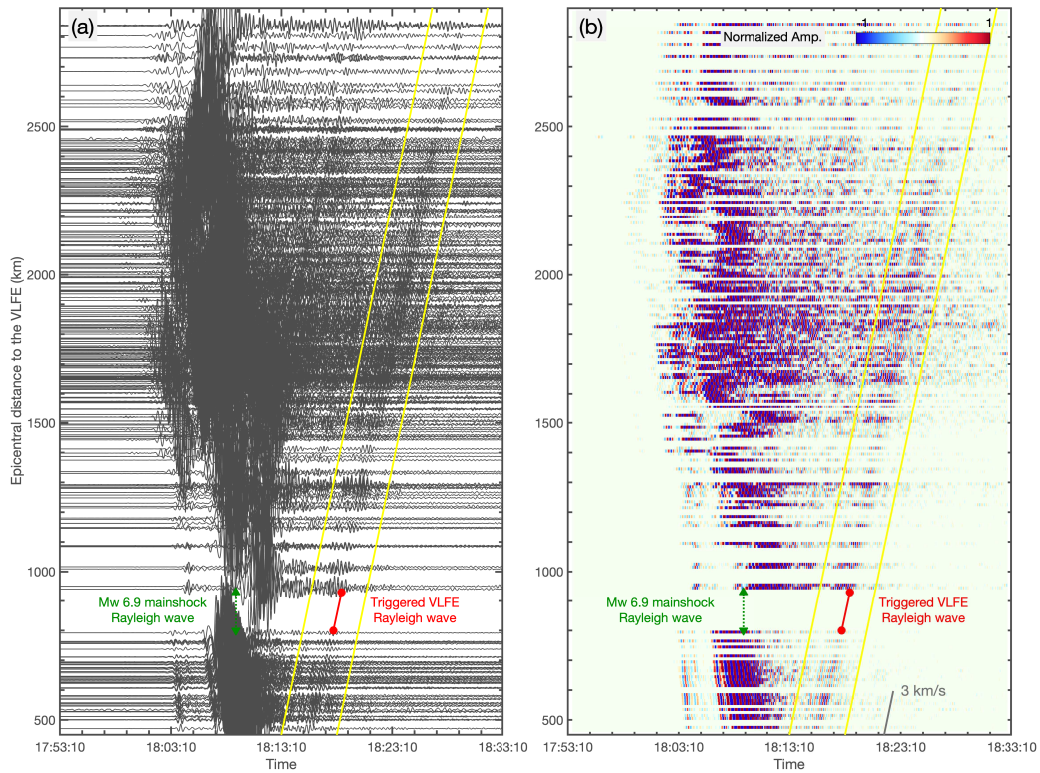 (a)
(b)
-1
1
Normalized Amp.
2500
2500
2000
2000
Epicentral distance to the VLFE (km)
1500
1500
1000
1000
Mw 6.9 mainshock
Rayleigh wave
Triggered VLFE
Rayleigh wave
Mw 6.9 mainshock
Rayleigh wave
Triggered VLFE
Rayleigh wave
3 km/s
500
500
17:53:10
18:03:10
18:13:10
18:23:10
18:33:10
17:53:10
18:03:10
18:13:10
18:23:10
18:33:10
Time
Time